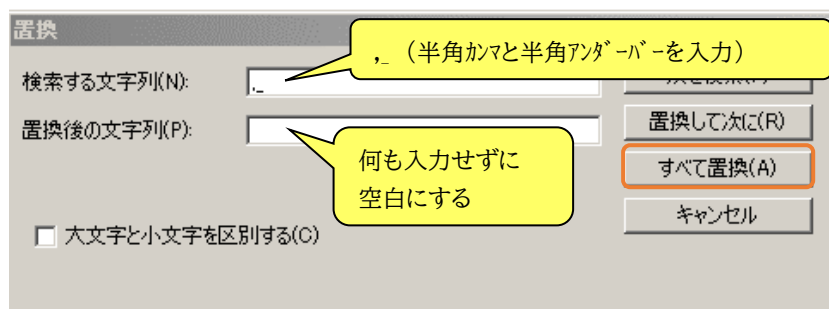 置換
,_ （半角ｶﾝﾏと半角ｱﾝﾀﾞｰﾊﾞｰを入力）
検索する文字列(N):
,_
置換後の文字列(P):
置換して次に(R)
何も入力せずに
空白にする
すべて置換(A)
キャンセル
大文字と小文字を区別する(C)